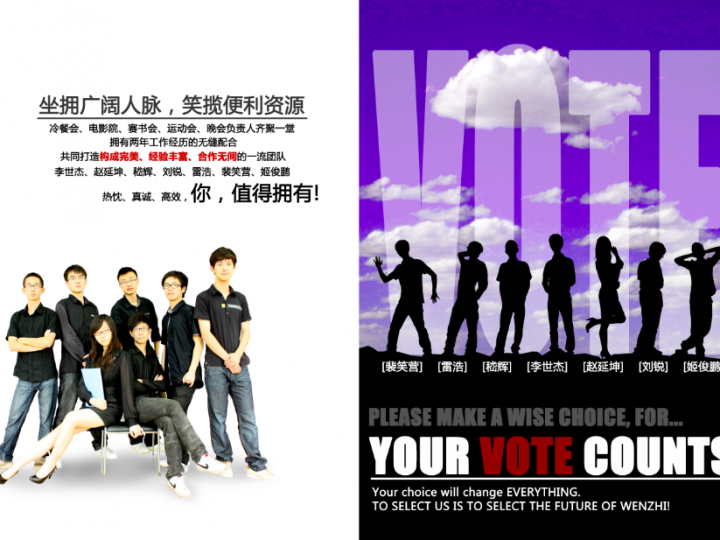 坐拥广阔人脉，笑揽便利资源
冷餐会、电影院、赛书会、运动会、晚会负责人齐聚一堂
拥有两年工作经历的无缝配合
共同打造构成完美、经验丰富、合作无间的一流团队
李世杰、赵延坤、嵇辉、刘锐、雷浩、裴笑营、姬俊鹏
热忱、真诚、高效，你，值得拥有!
VOTE
[裴笑营] [雷浩] [嵇辉] [李世杰] [赵延坤] [刘锐] [姬俊鹏
PLEASE MAKE A WISE CHOICE, FOR...
YOUR VOTE COUNTS
Your choice will change EVERYTHING.
TO SELECT US IS TO SELECT THE FUTURE OF WENZHI!